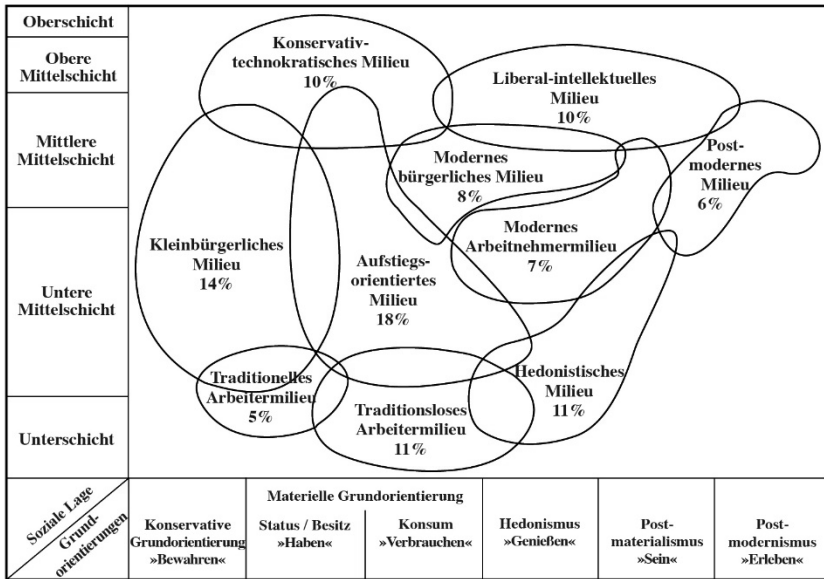 Oberschicht
Obere
Mittelschicht
Mittlere
Mittelschicht
Untere
Mittelschicht
Unterschicht
Konservativ-
technokratisches Milieu
10%
Liberal-intellektuelles
Milieu
10%
Modernes
bürgerliches Milieu
8%
Post-
modernes
Milieu
6%
Kleinbürgerliches
Milieu
14%
Aufstiegs-
orientiertes
Milieu
18%
Modernes
Arbeitnehmermilieu
7%
Traditionelles
Arbeitermilieu
5%
Traditionsloses
Arbeitermilieu
11%
Hedonistisches
Milieu
11%
Soziale Lage
Grund-
orientierungen
Konservative
Grundorientierung
»Bewahren«
Materielle Grundorientierung
Status / Besitz
»Haben«
Konsum
»Verbrauchen«
Hedonismus
»Genießen«
Post-
materialismus
»Sein«
Post-
modernismus
»Erleben«